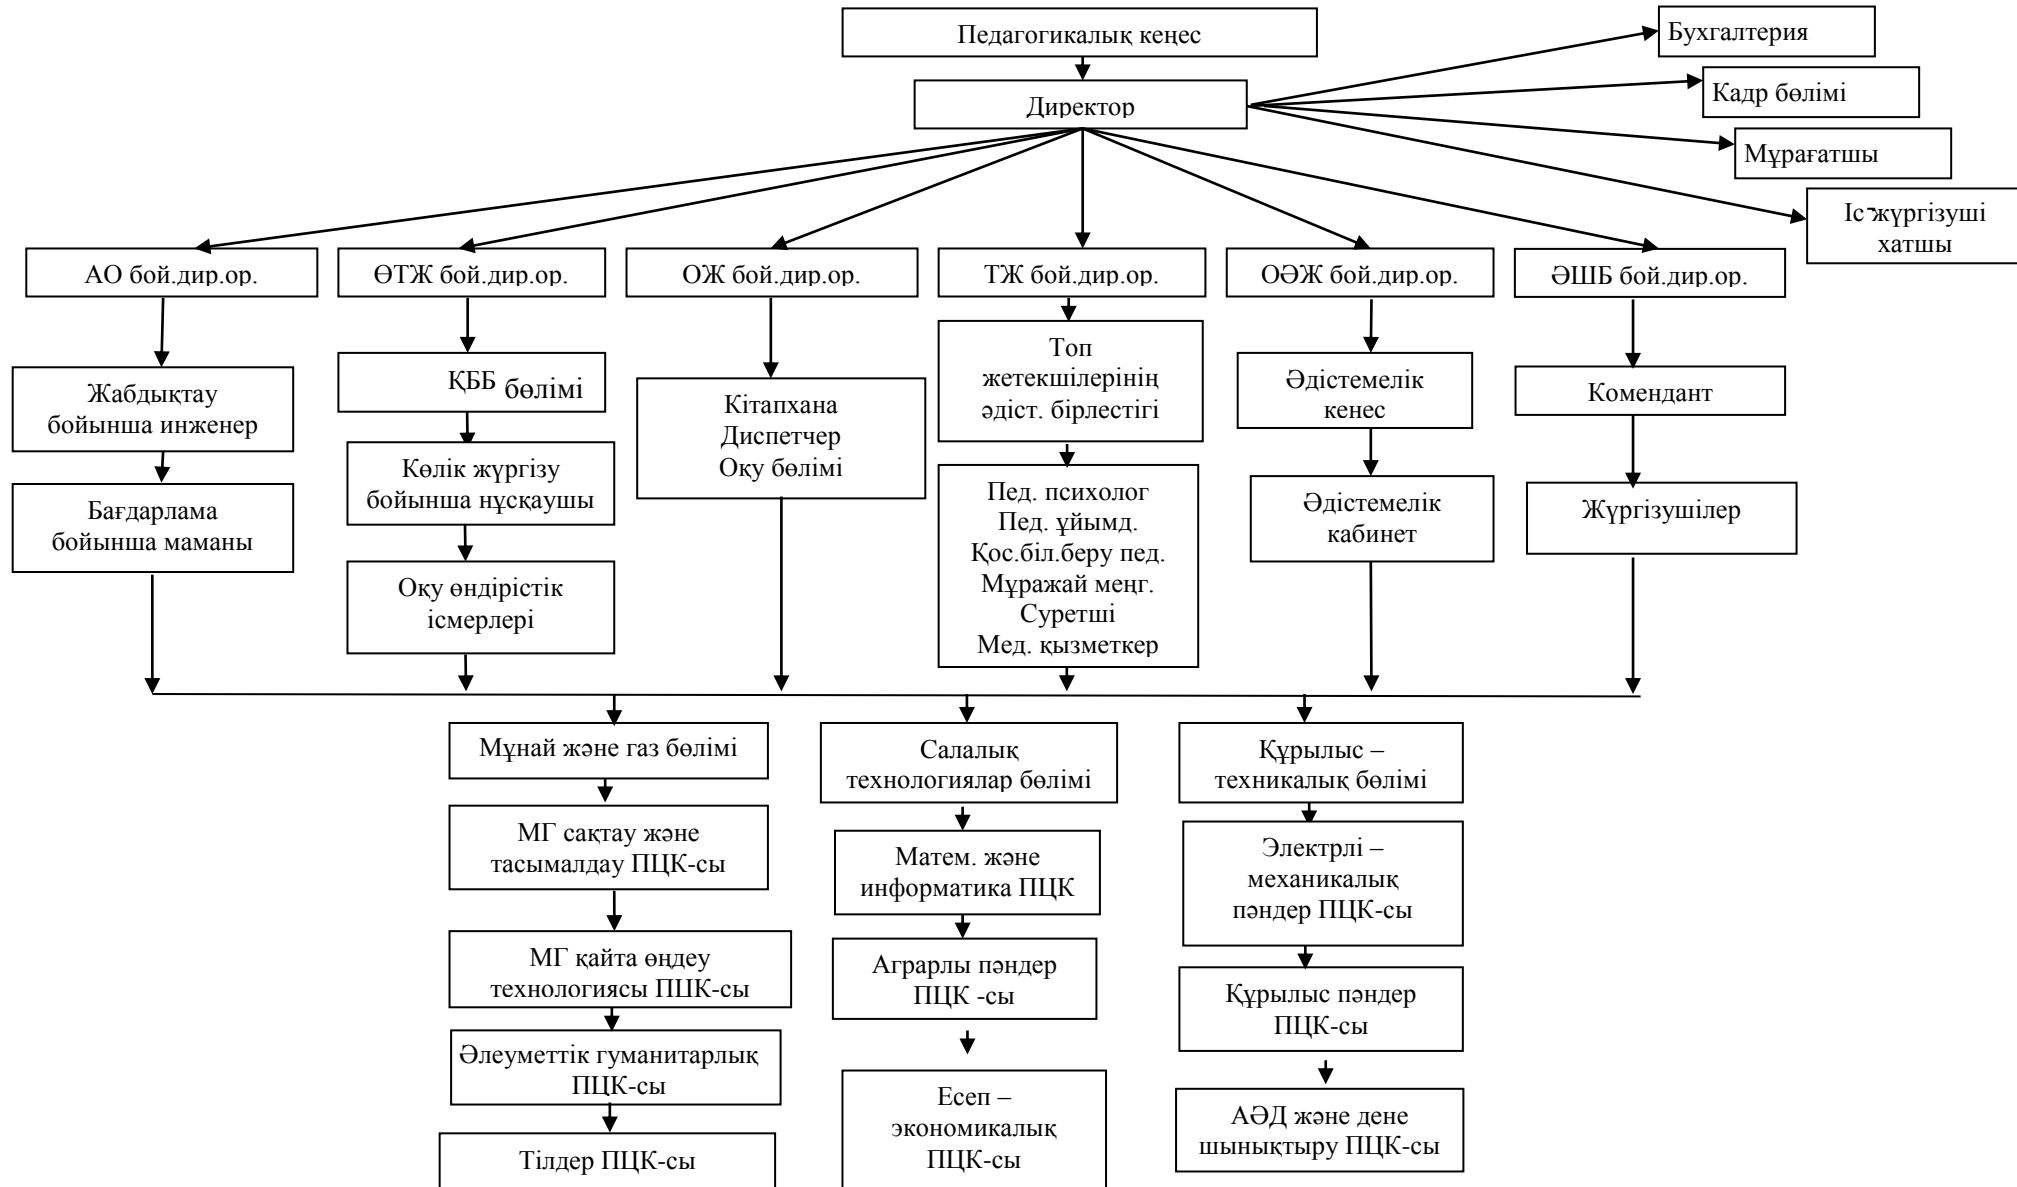 Педагогикалық кеңес
Бухгалтерия
Директор
Кадр бөлімі
Мұрағатшы
Іс-жүргізуші
хатшы
АО бой.дир.ор.
ӨТЖ бой.дир.ор.
ОЖ бой.дир.ор.
ТЖ бой.дир.ор.
ОӘЖ бой.дир.ор.
ӘШБ бой.дир.ор.
Жабдықтау
бойынша инженер
ҚББ бөлімі
Кітапхана
Диспетчер
Оқу бөлімі
Топ
жетекшілерінің
әдіст. бірлестігі
Әдістемелік
кенес
Комендант
Бағдарлама
бойынша маманы
Көлік жүргізу
бойынша нұсқаушы
Пед. психолог
Пед. ұйымд.
Қос.біл.беру пед.
Мұражай меңг.
Суретші
Мед. қызметкер
Әдістемелік
кабинет
Жүргізушілер
Оқу өндірістік
ісмерлері
Мұнай және газ бөлімі
Салалық
технологиялар бөлімі
Құрылыс –
техникалық бөлімі
МГ сақтау және
тасымалдау ПЦК-сы
Матем. және
информатика ПЦК
Электрлі –
механикалық
пәндер ПЦК-сы
МГ қайта өңдеу
технологиясы ПЦК-сы
Аграрлы пәндер
ПЦК -сы
Құрылыс пәндер
ПЦК-сы
Әлеуметтік гуманитарлық
ПЦК-сы
Есеп –
экономикалық
ПЦК-сы
АӘД және дене
шынықтыру ПЦК-сы
Тілдер ПЦК-сы